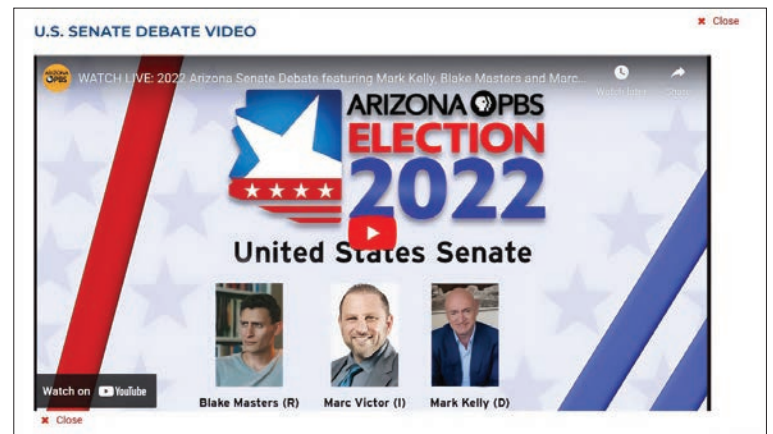 ✖ Close
U.S. SENATE DEBATE VIDEO
ARIZONA PBS
WATCH LIVE: 2022 Arizona Senate Debate featuring Mark Kelly, Blake Masters and Marc...
Watch later
Share
ARIZONA PBS
ELECTION
2022
United States Senate
Watch on YouTube
Blake Masters (R)
Marc Victor (I)
Mark Kelly (D)
✖ Close